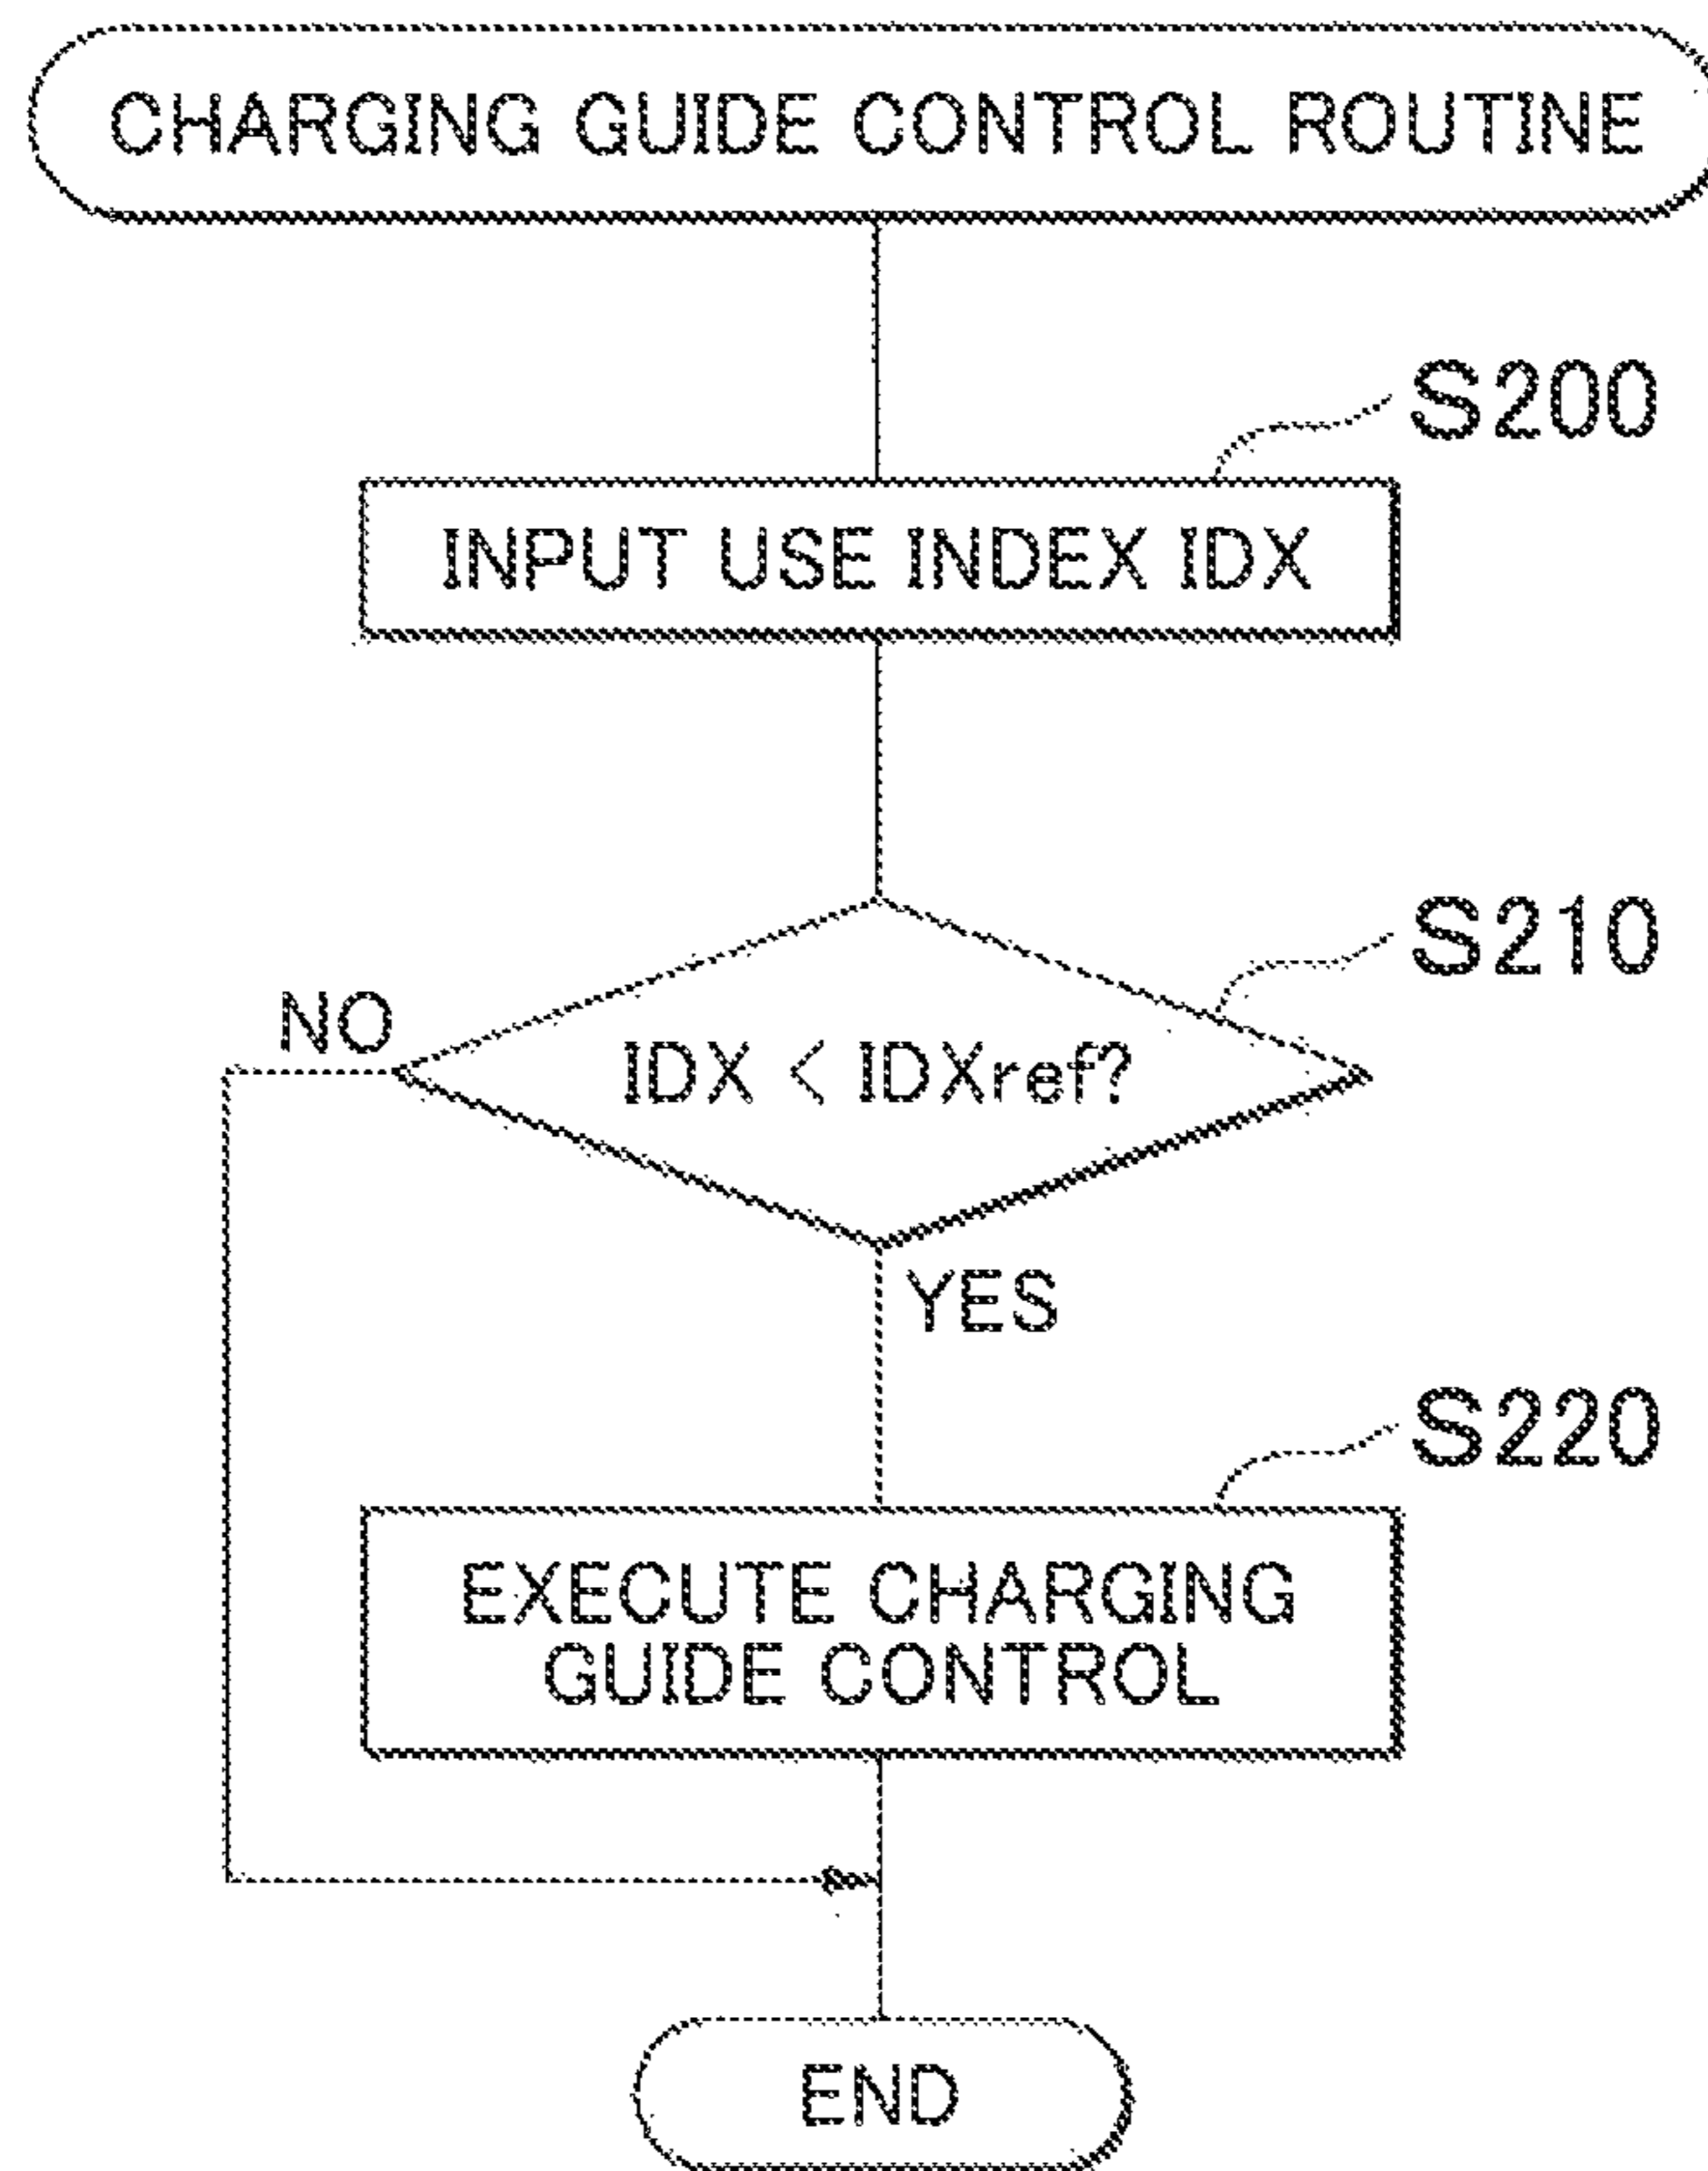 CHARGING GUIDE CONTROL ROUTINE
S200
INPUT USE INDEX IDX
S210
NO
IDX < IDXref?
YES
S220
EXECUTE CHARGING
GUIDE CONTROL
END